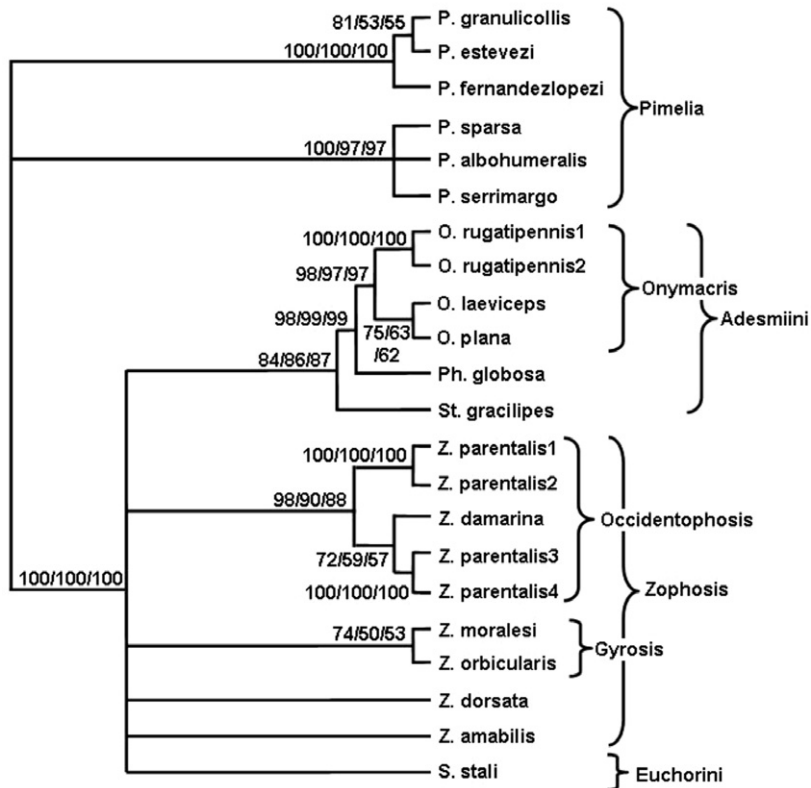 81/53/55
P. granulicollis
100/100/100
P. estevezi
P. fernandezlopezi
Pimelia
P. sparsa
100/97/97
P. albohumeralis
P. serrimargo
O. rugatipennis1
100/100/100
O. rugatipennis2
98/97/97
Onymacris
O. laeviceps
98/99/99
75/63
/62
O. plana
Adesmiini
84/86/87
Ph. globosa
St. gracilipes
Z. parentalis1
100/100/100
Z. parentalis2
98/90/88
Z. damarina
Occidentophosis
72/59/57
Z. parentalis3
100/100/100
Z. parentalis4
100/100/100
Zophosis
74/50/53
Z. moralesi
Gyrosis
Z. orbicularis
Z. dorsata
Z. amabilis
S. stali
Euchorini